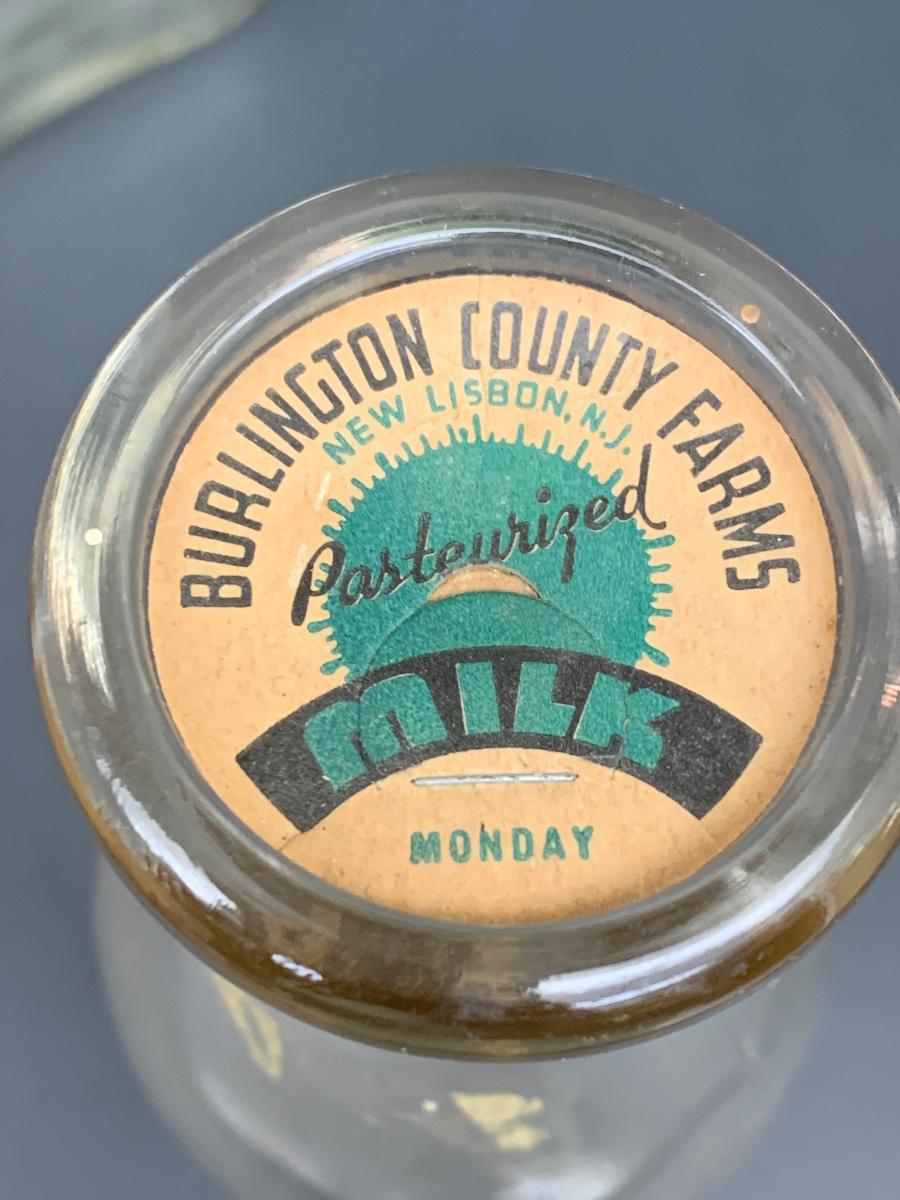 BURLINGTON COUNTY FARMS
NEW LISBON, N.J.
Pasteurized
MILK
MONDAY